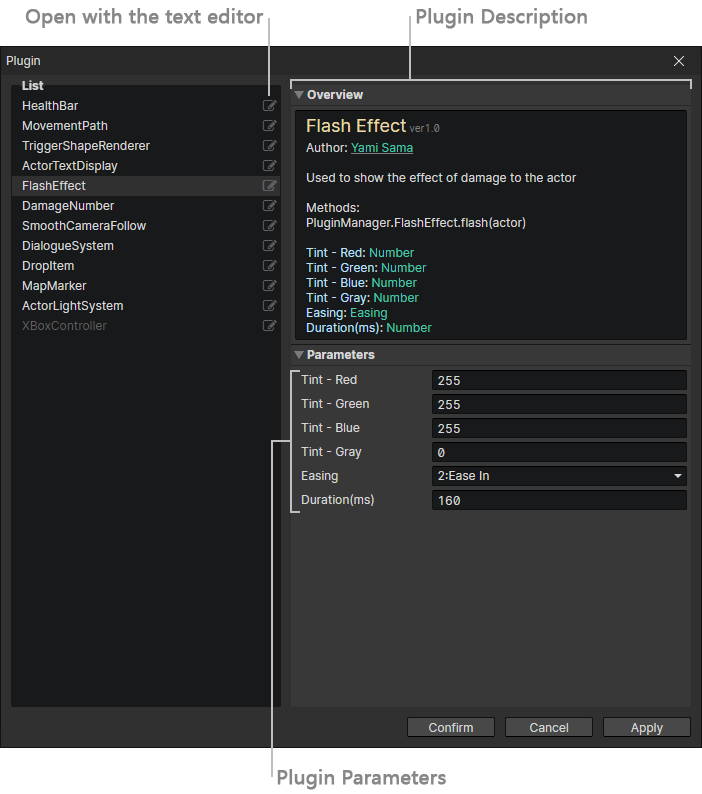 Open with the text editor
Plugin Description
Plugin
List
HealthBar
MovementPath
TriggerShapeRenderer
ActorTextDisplay
FlashEffect
DamageNumber
SmoothCameraFollow
DialogueSystem
DropItem
MapMarker
ActorLightSystem
XBoxController
Overview
Flash Effect ver1.0
Author: Yami Sama
Used to show the effect of damage to the actor
Methods:
PluginManager.FlashEffect.flash(actor)
Tint - Red: Number
Tint - Green: Number
Tint - Blue: Number
Tint - Gray: Number
Easing: Easing
Duration(ms): Number
Parameters
Tint - Red 255
Tint - Green 255
Tint - Blue 255
Tint - Gray 0
Easing 2:Ease In
Duration(ms) 160
Confirm Cancel Apply
Plugin Parameters